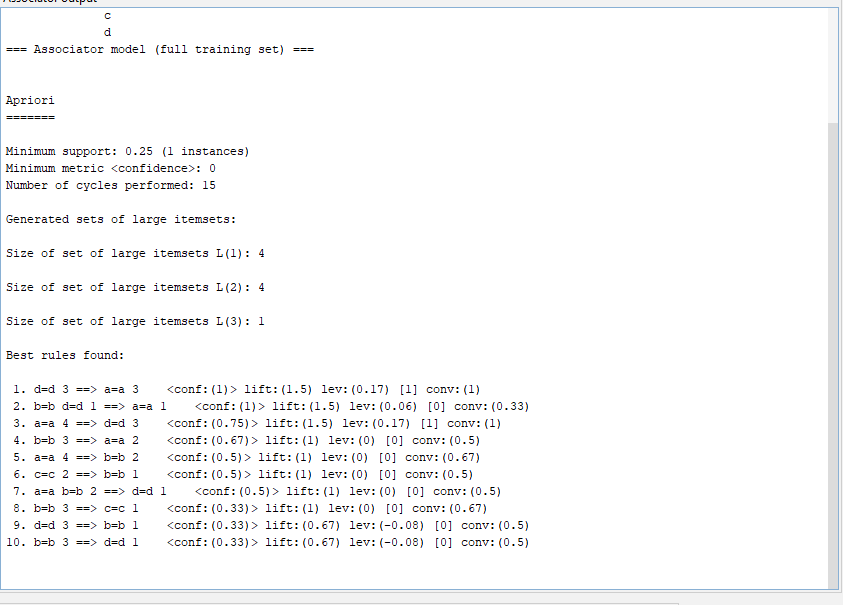 Associator output
c
d
=== Associator model (full training set) ===
Apriori
=======
Minimum support: 0.25 (1 instances)
Minimum metric <confidence>: 0
Number of cycles performed: 15
Generated sets of large itemsets:
Size of set of large itemsets L(1): 4
Size of set of large itemsets L(2): 4
Size of set of large itemsets L(3): 1
Best rules found:
1. d=d 3 ==> a=a 3    <conf:(1)> lift:(1.5) lev:(0.17) [1] conv:(1)
2. b=b d=d 1 ==> a=a 1    <conf:(1)> lift:(1.5) lev:(0.06) [0] conv:(0.33)
3. a=a 4 ==> d=d 3    <conf:(0.75)> lift:(1.5) lev:(0.17) [1] conv:(1)
4. b=b 3 ==> a=a 2    <conf:(0.67)> lift:(1) lev:(0) [0] conv:(0.5)
5. a=a 4 ==> b=b 2    <conf:(0.5)> lift:(1) lev:(0) [0] conv:(0.67)
6. c=c 2 ==> b=b 1    <conf:(0.5)> lift:(1) lev:(0) [0] conv:(0.5)
7. a=a b=b 2 ==> d=d 1    <conf:(0.5)> lift:(1) lev:(0) [0] conv:(0.5)
8. b=b 3 ==> c=c 1    <conf:(0.33)> lift:(1) lev:(0) [0] conv:(0.67)
9. d=d 3 ==> b=b 1    <conf:(0.33)> lift:(0.67) lev:(-0.08) [0] conv:(0.5)
10. b=b 3 ==> d=d 1    <conf:(0.33)> lift:(0.67) lev:(-0.08) [0] conv:(0.5)